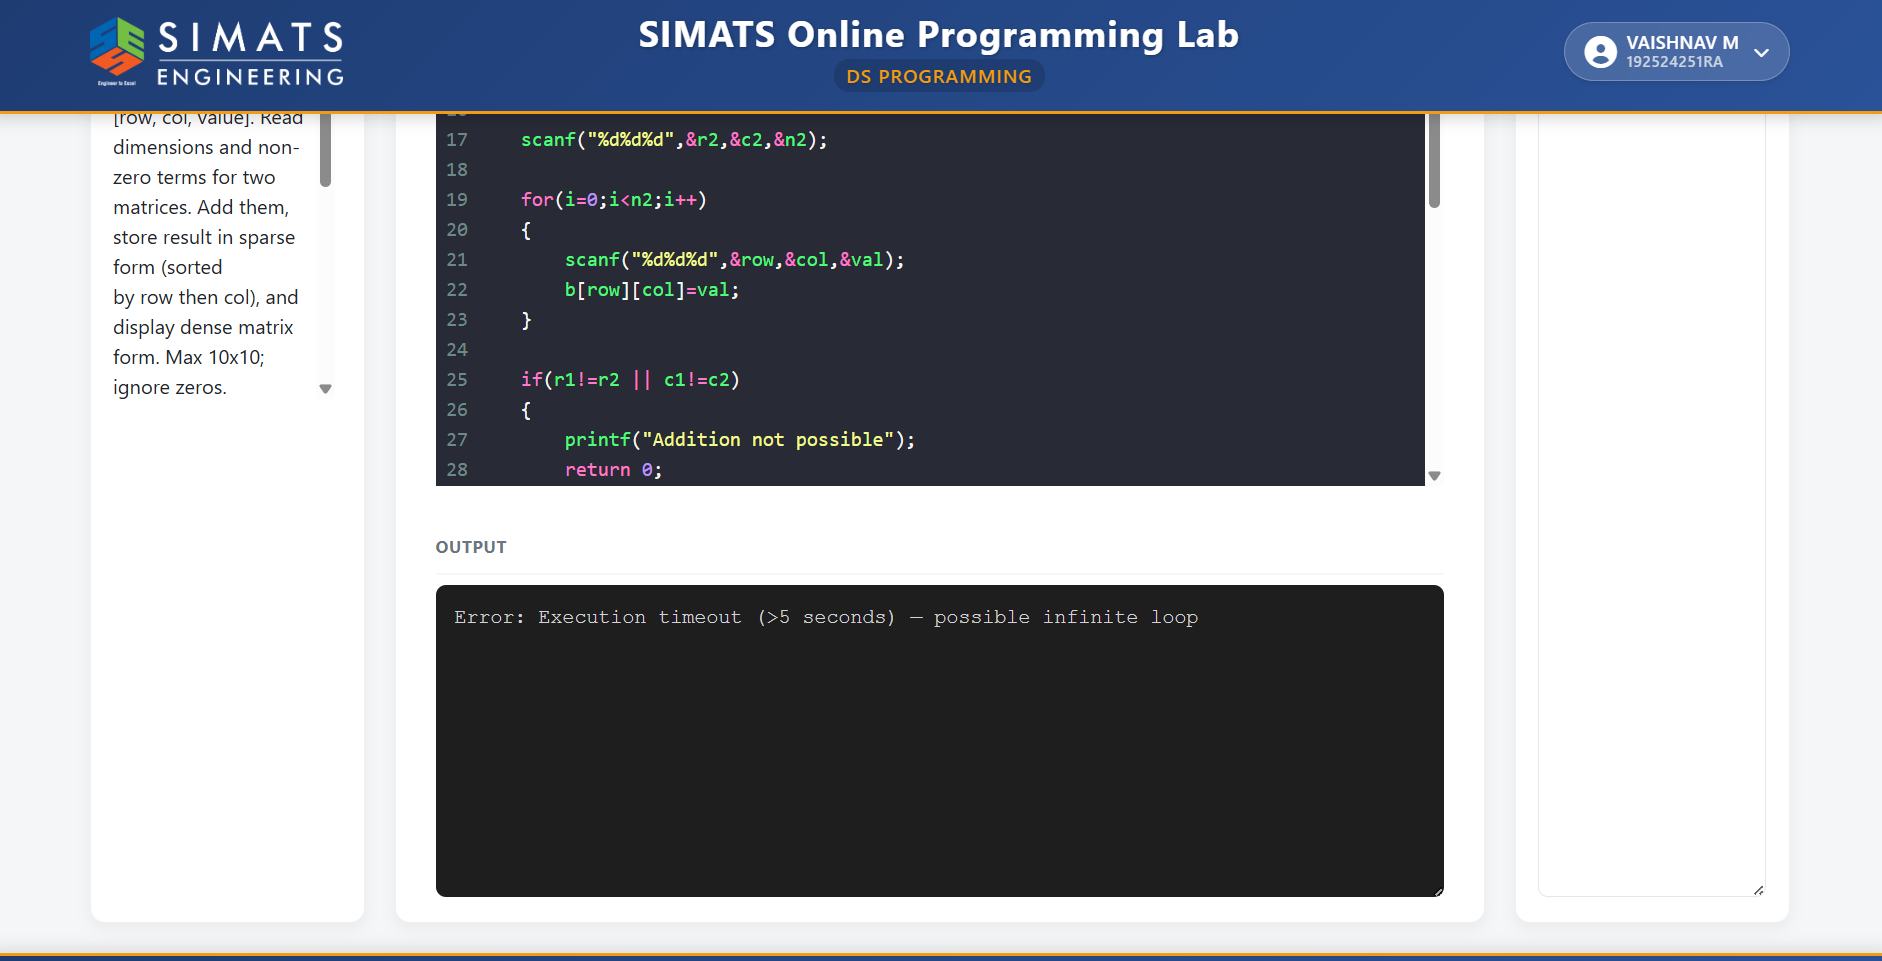 SIMATS
ENGINEERING
Engineer to Excel
SIMATS Online Programming Lab
DS PROGRAMMING
VAISHNAV M
192524251RA
[row, col, value]. Read
dimensions and non-
zero terms for two
matrices. Add them,
store result in sparse
form (sorted
by row then col), and
display dense matrix
form. Max 10x10;
ignore zeros.
17 scanf("%d%d%d",&r2,&c2,&n2);
18
19 for(i=0;i<n2;i++)
20 {
21 scanf("%d%d%d",&row,&col,&val);
22 b[row][col]=val;
23 }
24
25 if(r1!=r2 || c1!=c2)
26 {
27 printf("Addition not possible");
28 return 0;
OUTPUT
Error: Execution timeout (>5 seconds) — possible infinite loop